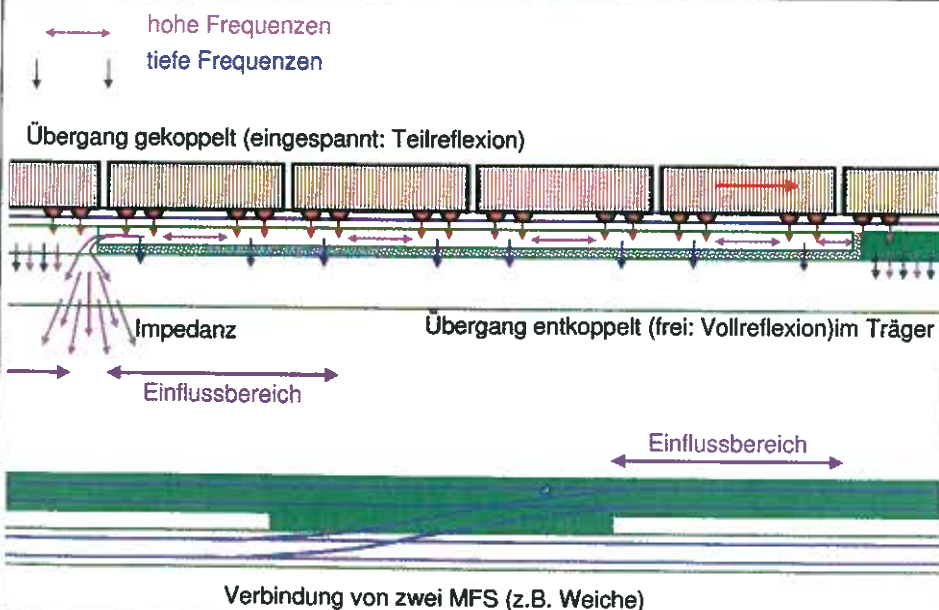 hohe Frequenzen
tiefe Frequenzen
Übergang gekoppelt (eingespannt: Teilreflexion)
Impedanz
Übergang entkoppelt (frei: Vollreflexion)im Träger
Einflussbereich
Einflussbereich
Verbindung von zwei MFS (z.B. Weiche)